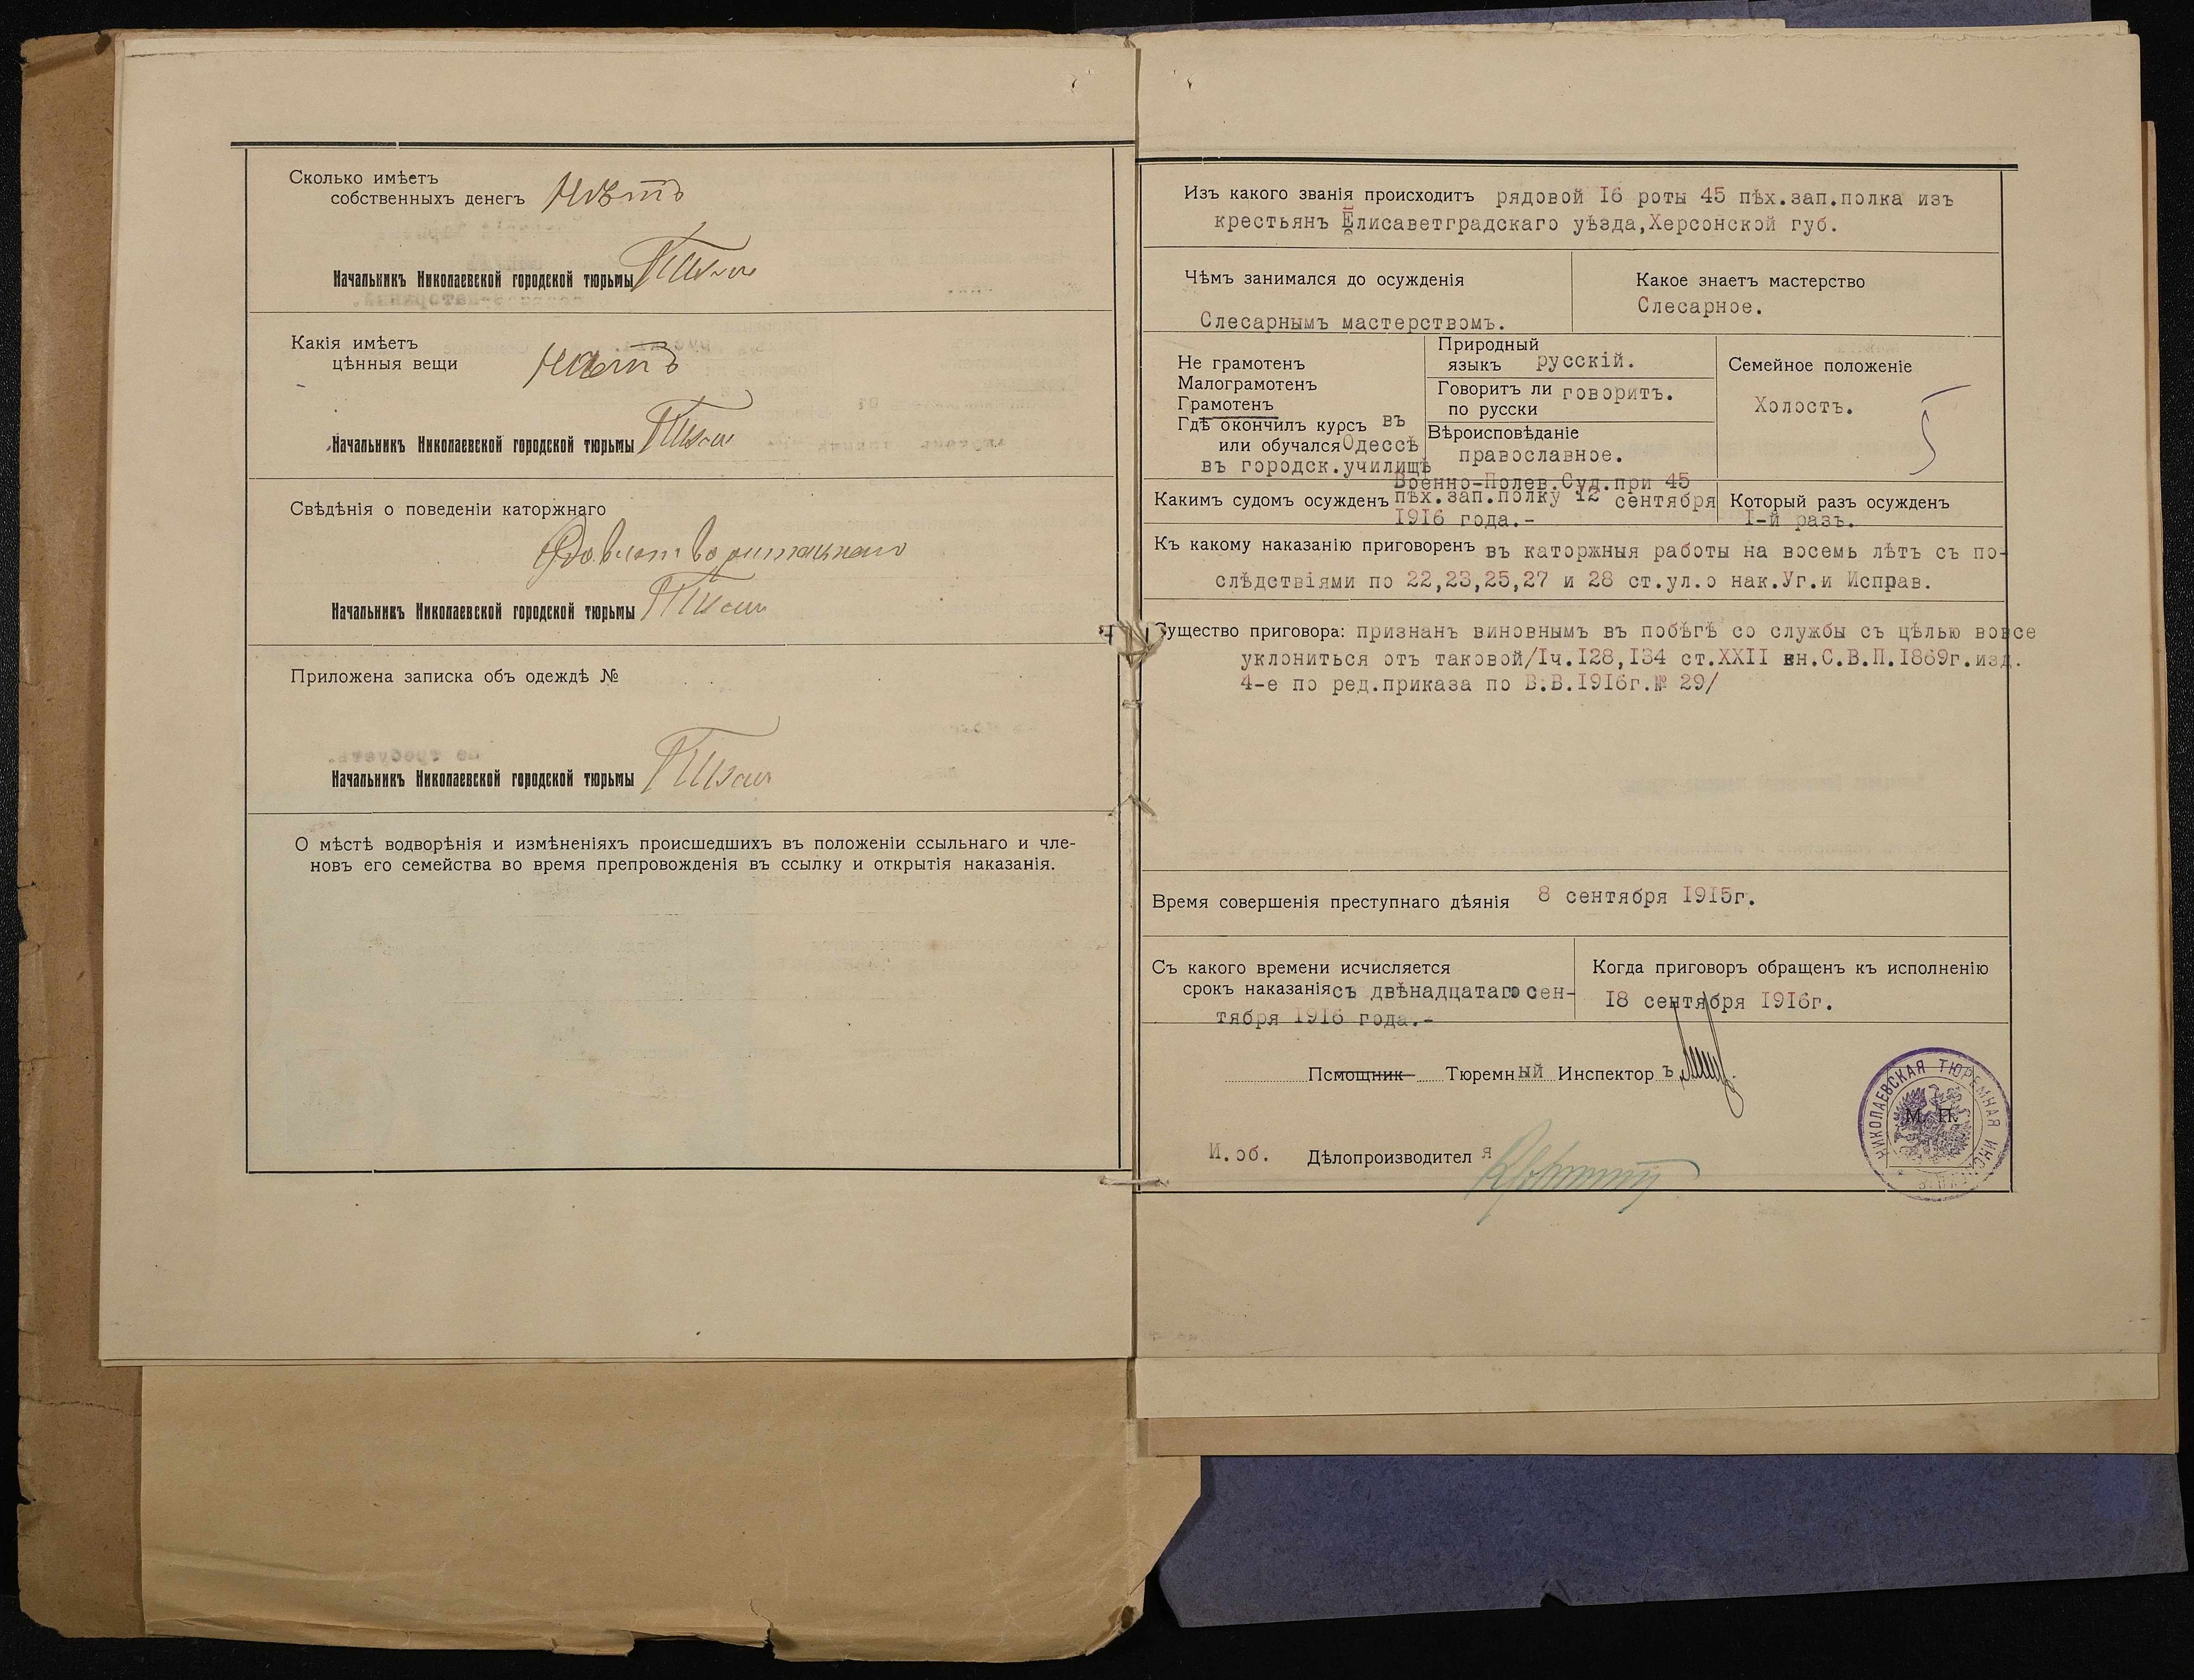 Сколько имѣетъ
собственныхъ денегъ нѣтъ
Начальникъ Николаевской городской тюрьмы
Какія имѣетъ
цѣнныя вещи нѣтъ
Начальникъ Николаевской городской тюрьмы
Свѣдѣнія о поведеніи каторжнаго
Удовлетворительнаго
Начальникъ Николаевской городской тюрьмы
Приложена записка объ одеждѣ №
Начальникъ Николаевской городской тюрьмы
О мѣстѣ водворѣнія и измѣненіяхъ происшедшихъ въ положеніи ссыльнаго и чле-
новъ его семейства во время препровожденія въ ссылку и открытія наказанія.
Изъ какого званія происходитъ рядовой 16 роты 45 пѣх.зап.полка изъ
крестьянъ Елисаветградскаго уѣзда,Херсонской губ.
Чѣмъ занимался до осужденія
Слесарнымъ мастерствомъ.
Какое знаетъ мастерство
Слесарное.
Не грамотенъ
Малограмотенъ
Грамотенъ
Гдѣ окончилъ курсъ въ
или обучался Одессѣ
въ городск.училищѣ
Природный
языкъ русскій.
Говоритъ ли говоритъ.
по русски
Вѣроисповѣданіе
православное.
Семейное положеніе
Холостъ.
5
Военно-Полев.Суд.при 45
Какимъ судомъ осужденъ пѣх.зап.полку 12 сентября
1916 года.-
Который разъ осужденъ
I-й разъ.
Къ какому наказанію приговоренъ въ каторжныя работы на восемь лѣтъ съ по-
слѣдствіями по 22,23,25,27 и 28 ст.ул.о нак.Уг.и Исправ.
Существо приговора: признанъ виновнымъ въ побѣгѣ со службы съ цѣлью вовсе
уклониться отъ таковой/Iч.128,134 ст.XXII кн.С.В.П.1869г.изд.
4-е по ред.приказа по В.В.1916г.№ 29/
Время совершенія преступнаго дѣянія 8 сентября 1915г.
Съ какого времени исчисляется
срокъ наказанія съ двѣнадцатаго сен-
тября 1916 года.-
Когда приговоръ обращенъ къ исполненію
18 сентября 1916г.
Помощник Тюремный Инспекторъ
НИКОЛАЕВСКАЯ ТЮРЕМНАЯ ИНСПЕКЦІЯ
М. П.
И.об. Дѣлопроизводителя